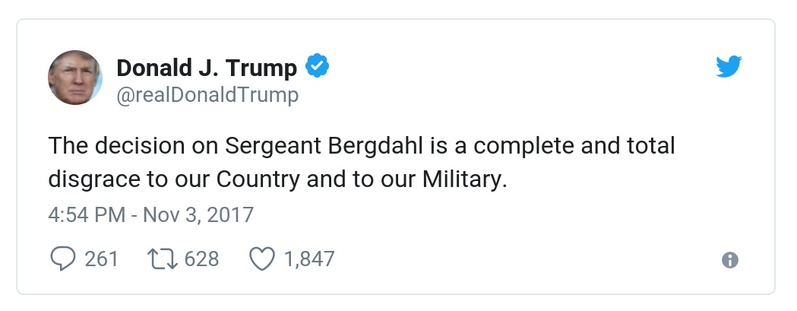 Donald J. Trump
@realDonaldTrump
The decision on Sergeant Bergdahl is a complete and total
disgrace to our Country and to our Military.
4:54 PM - Nov 3, 2017
261 628 1,847